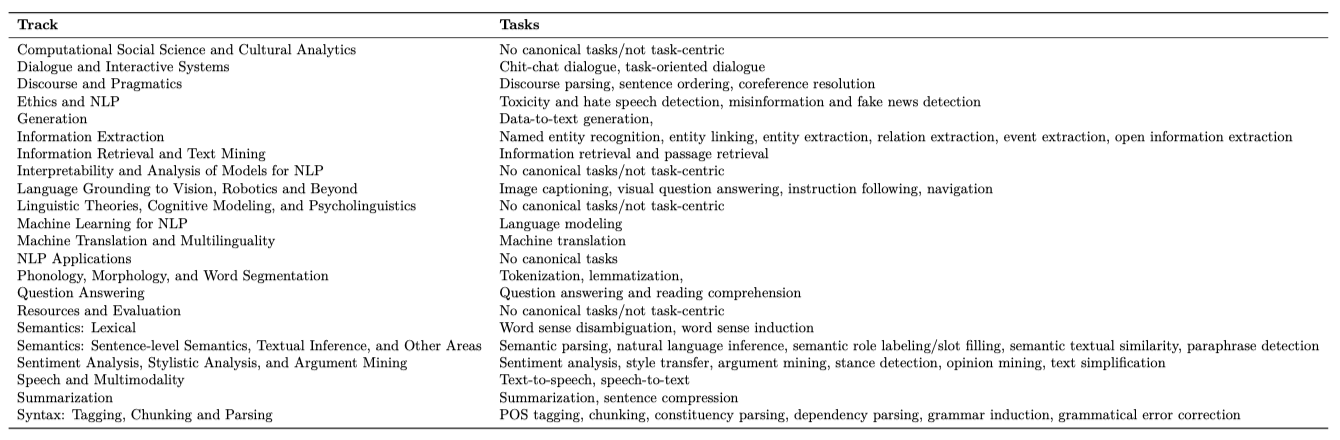 Track Tasks
Computational Social Science and Cultural Analytics No canonical tasks/not task-centric
Dialogue and Interactive Systems Chit-chat dialogue, task-oriented dialogue
Discourse and Pragmatics Discourse parsing, sentence ordering, coreference resolution
Ethics and NLP Toxicity and hate speech detection, misinformation and fake news detection
Generation Data-to-text generation,
Information Extraction Named entity recognition, entity linking, entity extraction, relation extraction, event extraction, open information extraction
Information Retrieval and Text Mining Information retrieval and passage retrieval
Interpretability and Analysis of Models for NLP No canonical tasks/not task-centric
Language Grounding to Vision, Robotics and Beyond Image captioning, visual question answering, instruction following, navigation
Linguistic Theories, Cognitive Modeling, and Psycholinguistics No canonical tasks/not task-centric
Machine Learning for NLP Language modeling
Machine Translation and Multilinguality Machine translation
NLP Applications No canonical tasks
Phonology, Morphology, and Word Segmentation Tokenization, lemmatization,
Question Answering Question answering and reading comprehension
Resources and Evaluation No canonical tasks/not task-centric
Semantics: Lexical Word sense disambiguation, word sense induction
Semantics: Sentence-level Semantics, Textual Inference, and Other Areas Semantic parsing, natural language inference, semantic role labeling/slot filling, semantic textual similarity, paraphrase detection
Sentiment Analysis, Stylistic Analysis, and Argument Mining Sentiment analysis, style transfer, argument mining, stance detection, opinion mining, text simplification
Speech and Multimodality Text-to-speech, speech-to-text
Summarization Summarization, sentence compression
Syntax: Tagging, Chunking and Parsing POS tagging, chunking, constituency parsing, dependency parsing, grammar induction, grammatical error correction